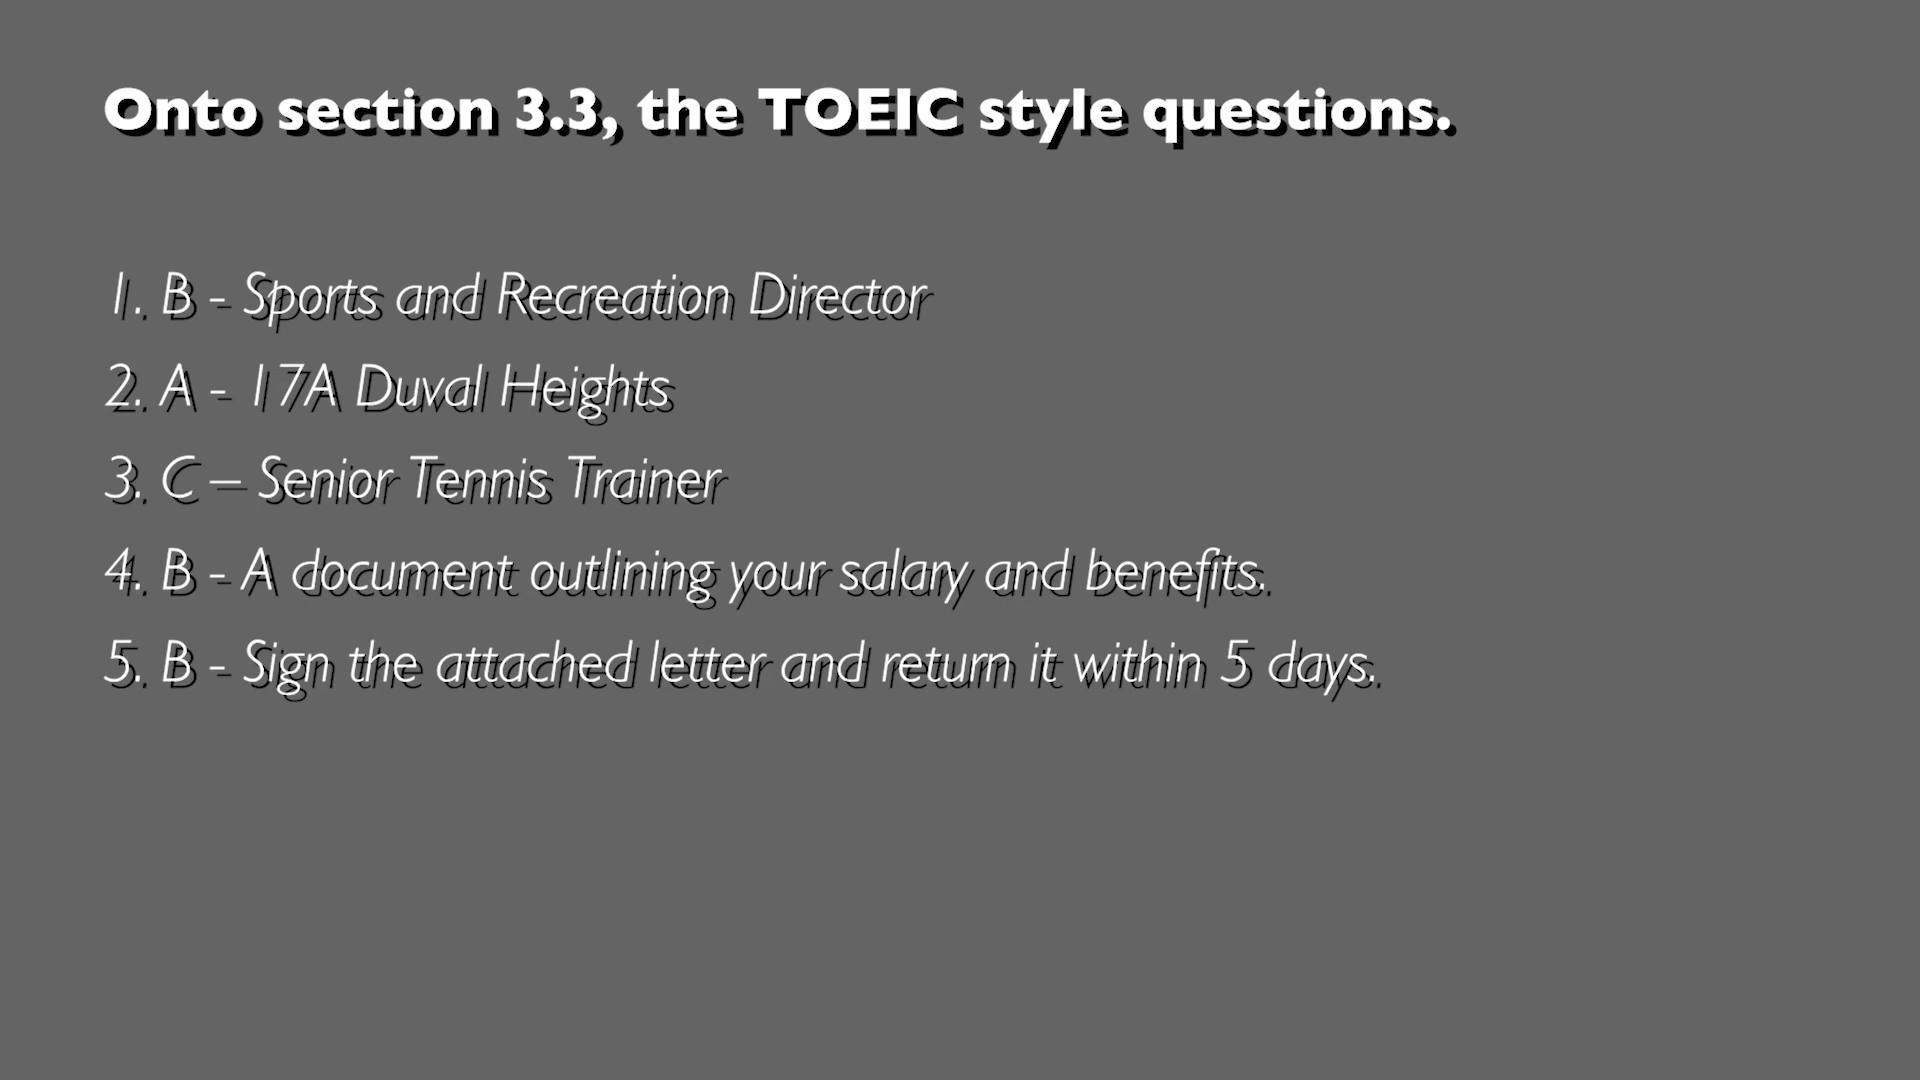 Onto section 3.3, the TOEIC style questions.
1. B - Sports and Recreation Director
2. A - 17A Duval Heights
3. C – Senior Tennis Trainer
4. B - A document outlining your salary and benefits.
5. B - Sign the attached letter and return it within 5 days.